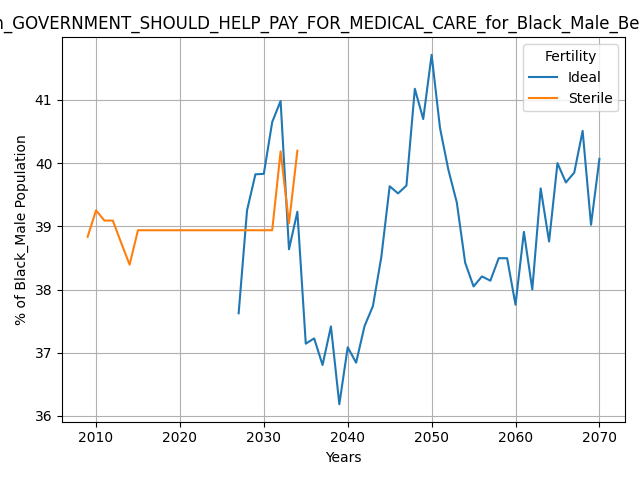 n_GOVERNMENT_SHOULD_HELP_PAY_FOR_MEDICAL_CARE_for_Black_Male_Be
Fertility
Ideal
Sterile
% of Black_Male Population
41
40
39
38
37
36
2010 2020 2030 2040 2050 2060 2070
Years